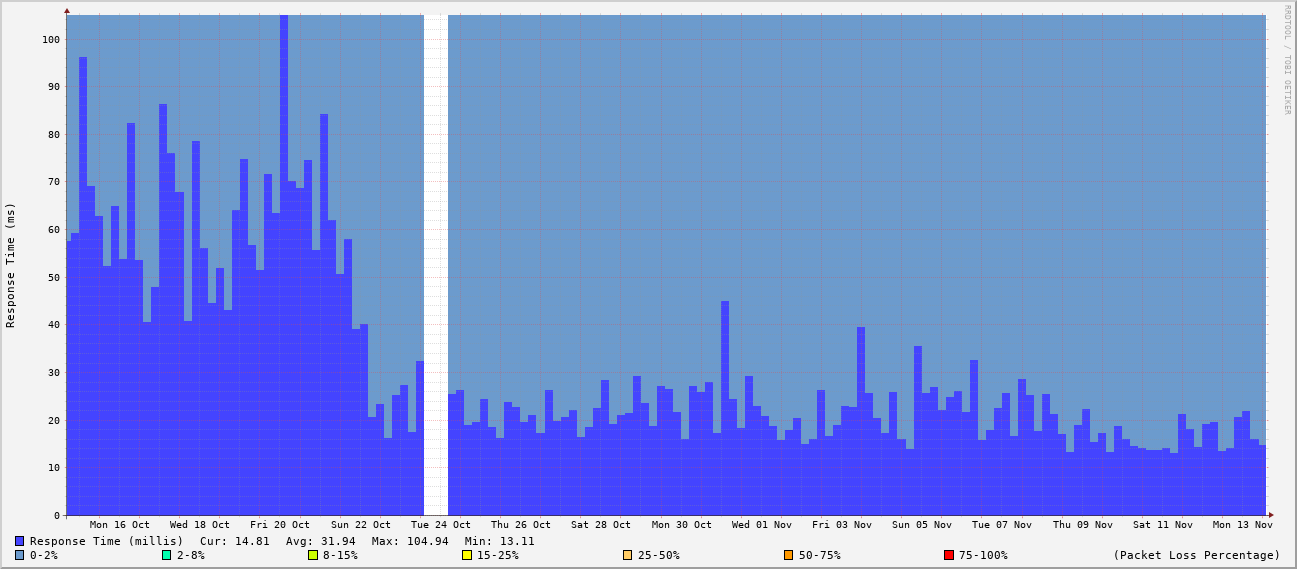 RRDTOOL / TOBI OETIKER
Response Time (ms)
100
90
80
70
60
50
40
30
20
10
0
Mon 16 Oct Wed 18 Oct Fri 20 Oct Sun 22 Oct Tue 24 Oct Thu 26 Oct Sat 28 Oct Mon 30 Oct Wed 01 Nov Fri 03 Nov Sun 05 Nov Tue 07 Nov Thu 09 Nov Sat 11 Nov Mon 13 Nov
Response Time (millis) Cur: 14.81 Avg: 31.94 Max: 104.94 Min: 13.11
0-2% 2-8% 8-15% 15-25% 25-50% 50-75% 75-100% (Packet Loss Percentage)